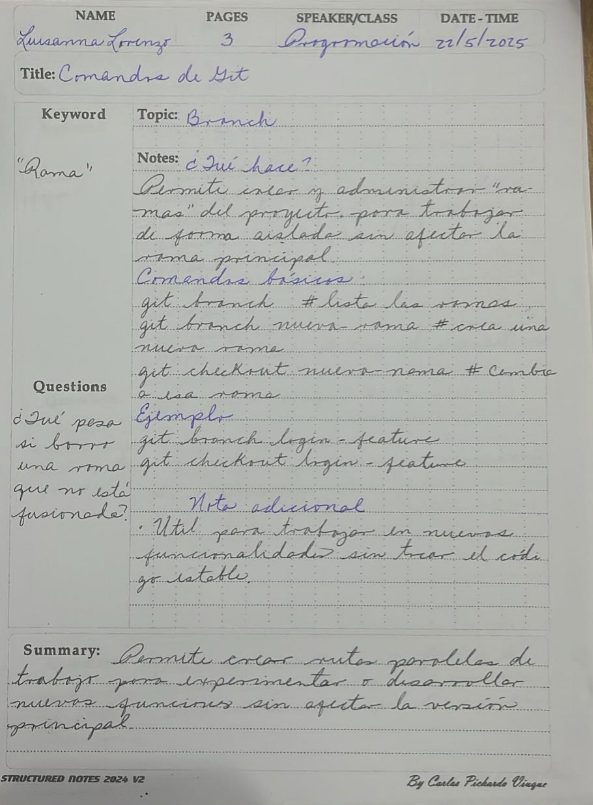 NAME PAGES SPEAKER/CLASS DATE-TIME
Luisanna Lorenzo 3 Programación 22/5/2025
Title: Comandos de Git
Keyword
"Rama"
Topic: Branch
Notes: ¿Qué hace?
Permite crear y administrar "ra-
mas" del proyecto. para trabajar
de forma aislada sin afectar la
rama principal
Comandos básicos.
git branch #lista las ramas
git branch nueva-rama #crea una
nueva rama
git checkout nueva-rama # Cambia
a esa rama
Ejemplo
git branch login-feature
git checkout login-feature
Nota adicional
· Util para trabajar en nuevas
funcionalidades sin tocar el códi
go estable.
Questions
¿Qué pasa
si borro
una rama
que no está
fusionada?
Summary: Permite crear rutas paralelas de
trabajo para experimentar o desarrollar
nuevas funciones sin afectar la versión
principal.
STRUCTURED NOTES 2024 V2 By Carlos Pichardo Vinque